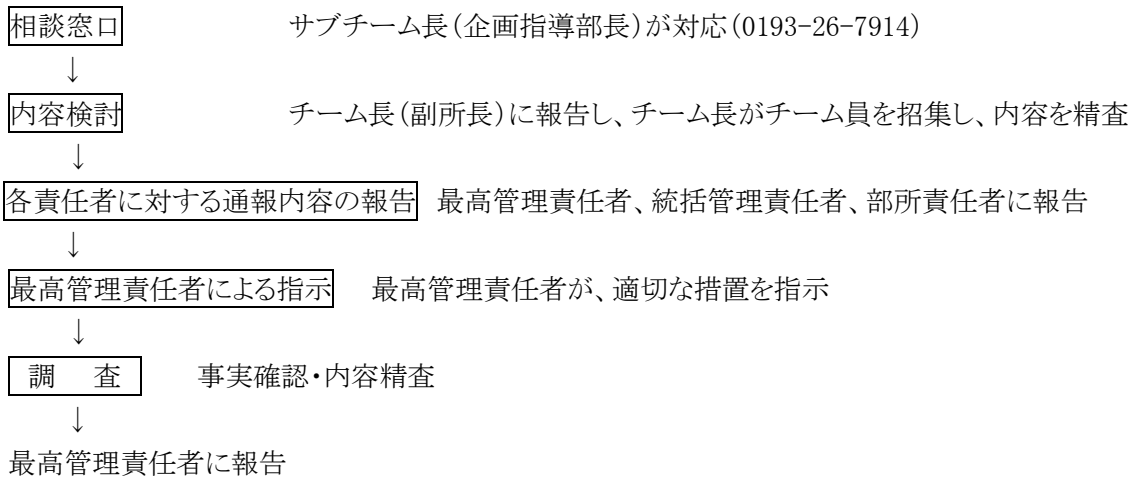 相談窓口 サブチーム長(企画指導部長)が対応(0193-26-7914)
↓
内容検討 チーム長(副所長)に報告し、チーム長がチーム員を招集し、内容を精査
↓
各責任者に対する通報内容の報告 最高管理責任者、統括管理責任者、部所責任者に報告
↓
最高管理責任者による指示 最高管理責任者が、適切な措置を指示
↓
調 査 事実確認・内容精査
↓
最高管理責任者に報告